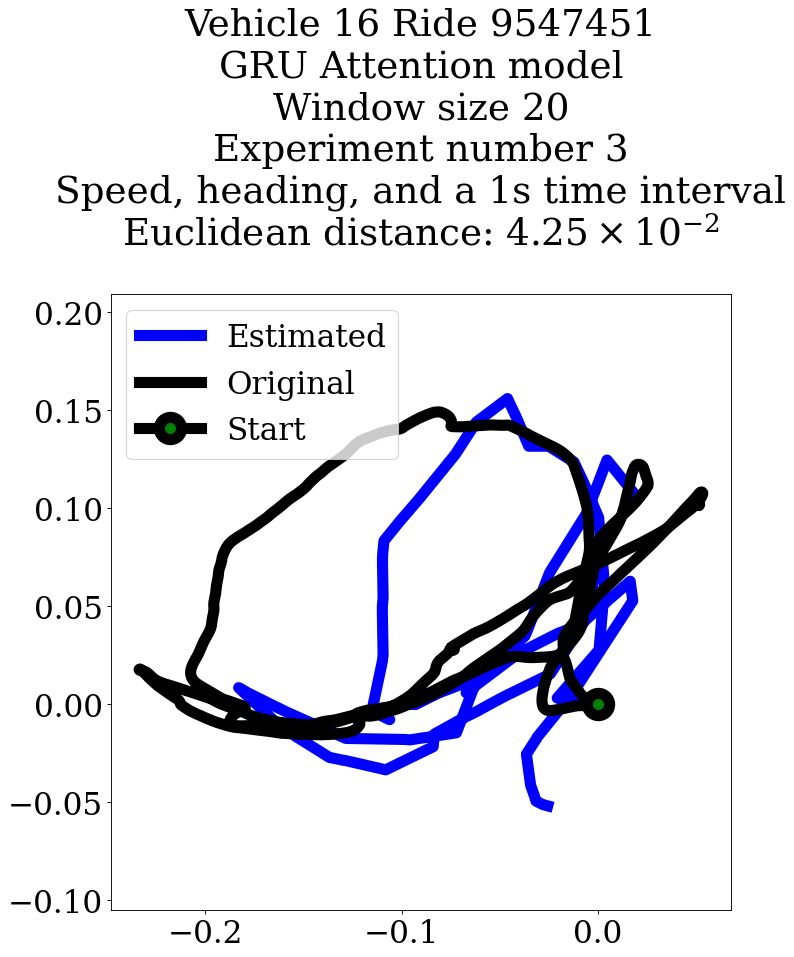 Vehicle 16 Ride 9547451
GRU Attention model
Window size 20
Experiment number 3
Speed, heading, and a 1s time interval
Euclidean distance: 4.25 × 10⁻²
Estimated
Original
Start
0.20
0.15
0.10
0.05
0.00
−0.05
−0.10
−0.2
−0.1
0.0